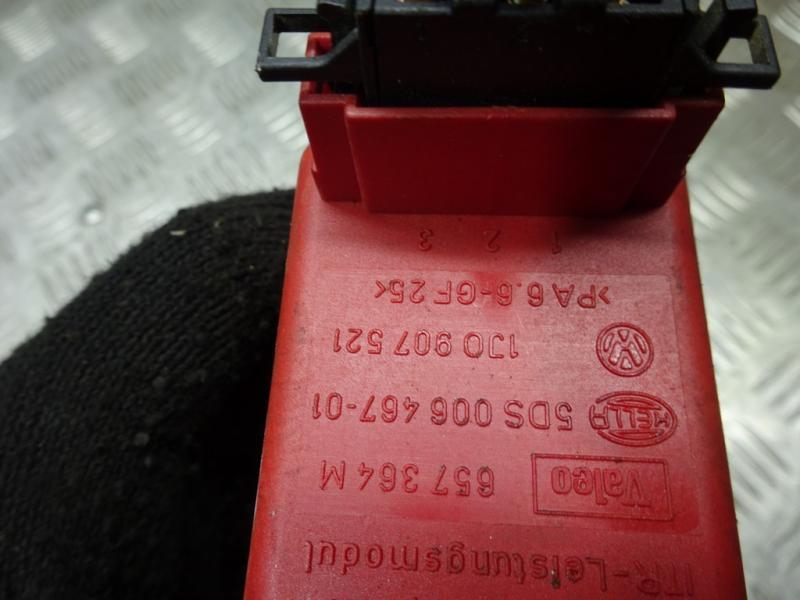 ITR-Leistungsmodul
Valeo 657 364 M
HELLA 5DS 006 467-01
VW 1J0 907 521
>PA 6.6-GF 25<
1 2 3